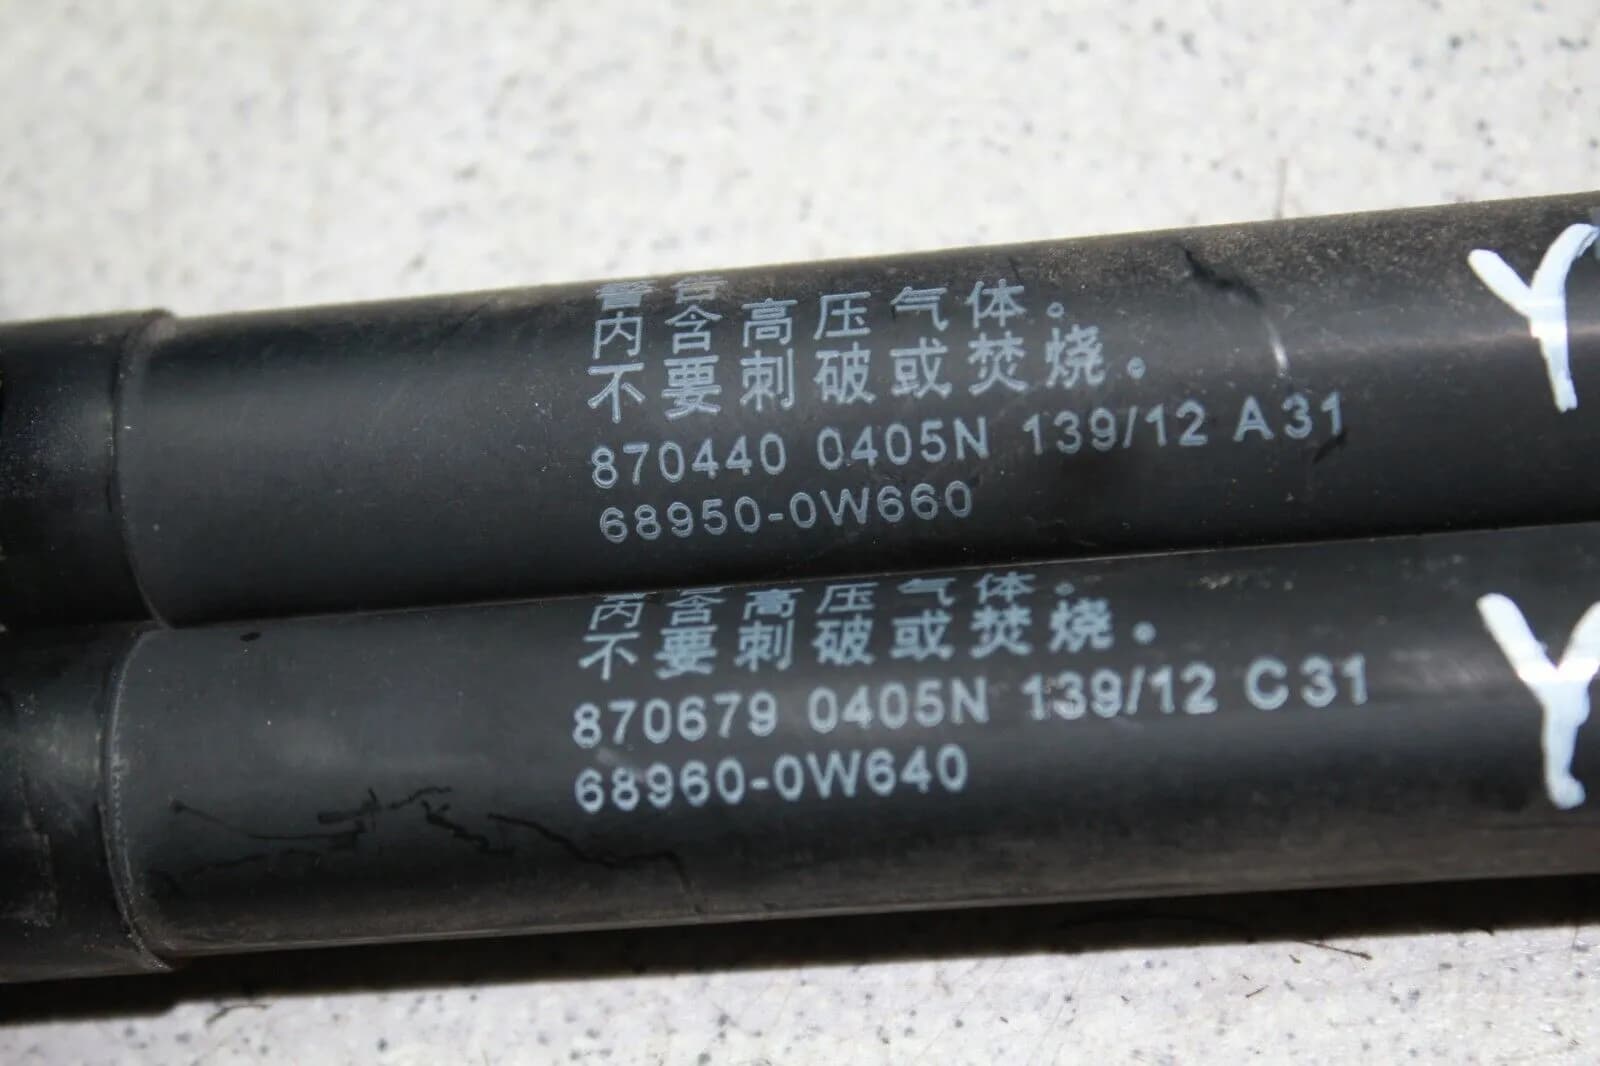 警告
内含高压气体。
不要刺破或焚烧。
870440 0405N 139/12 A31
68950-0W660
Y
内含高压气体。
不要刺破或焚烧。
870679 0405N 139/12 C31
68960-0W640
Y